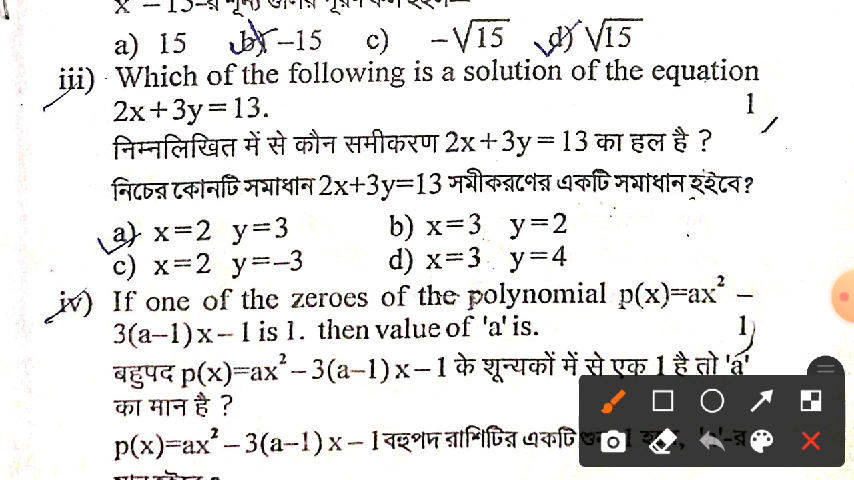 a) 15 b) –15 c) –√15 d) √15
iii) Which of the following is a solution of the equation
2x+3y=13. 1
निम्नलिखित में से कौन समीकरण 2x+3y=13 का हल है ?
নিচের কোনটি সমাধান 2x+3y=13 সমীকরণের একটি সমাধান হইবে?
a) x=2 y=3 b) x=3 y=2
c) x=2 y=–3 d) x=3 y=4
iv) If one of the zeroes of the polynomial p(x)=ax² –
3(a–1)x–1 is 1. then value of 'a' is. 1
बहुपद p(x)=ax²–3(a–1)x–1 के शून्यकों में से एक 1 है तो 'a'
का मान है ?
p(x)=ax²–3(a–1)x–1 বহুপদ রাশিটির একটি